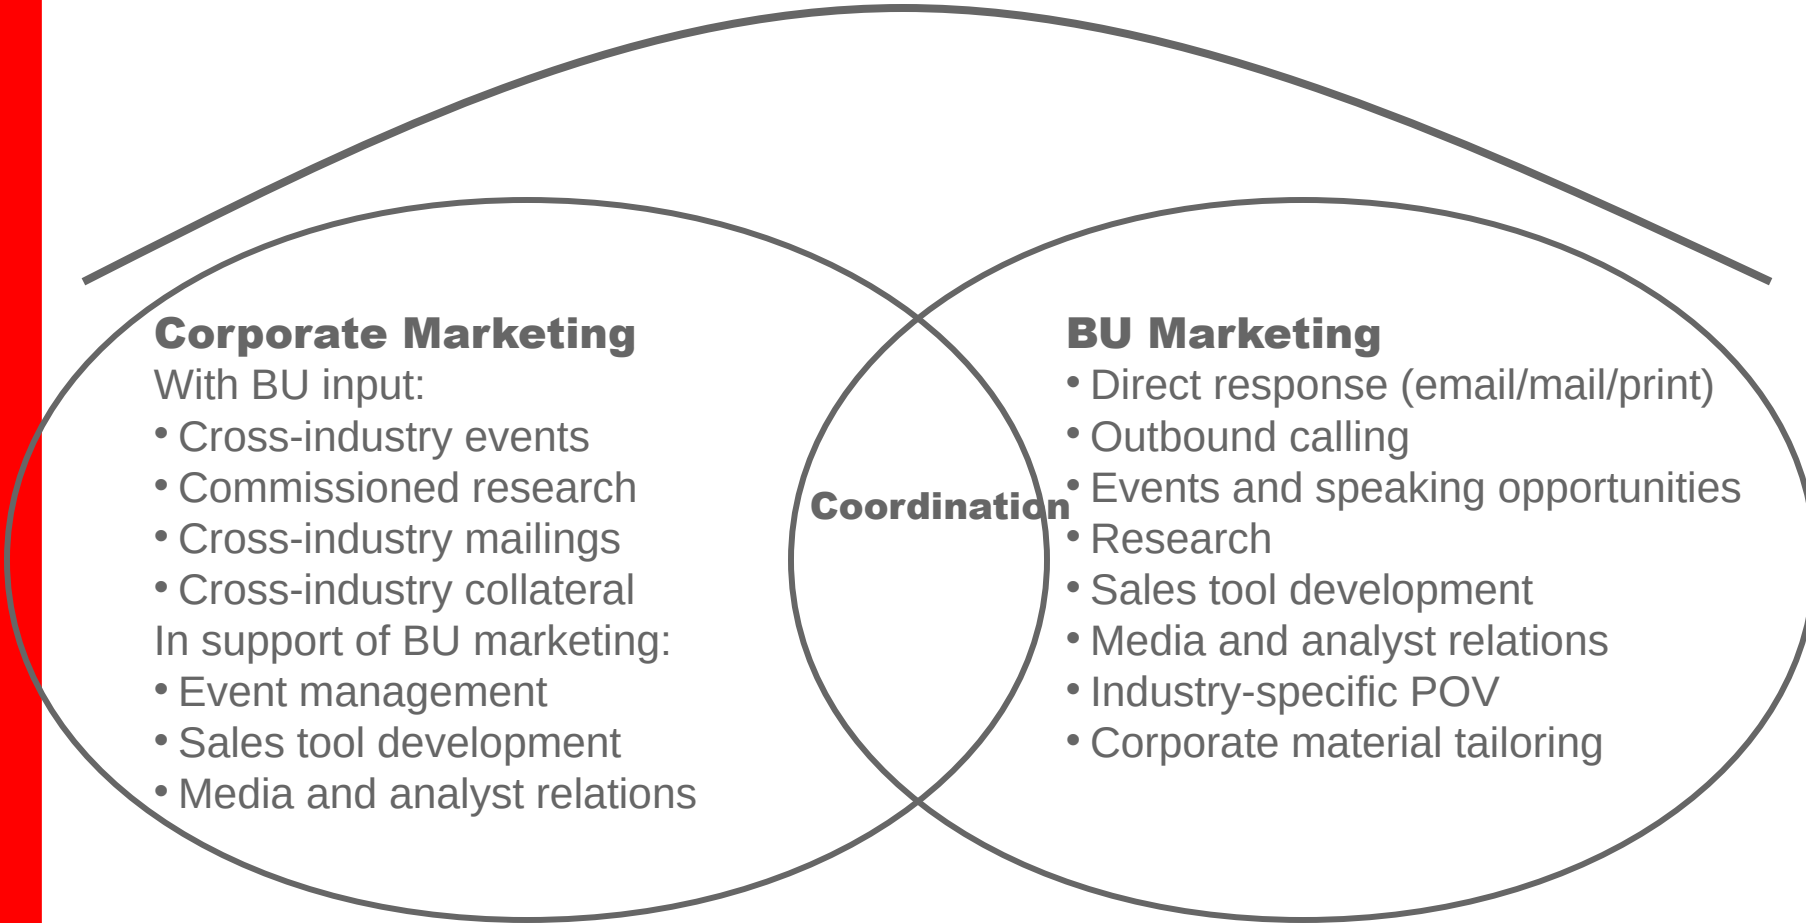 Corporate Marketing
With BU input:
• Cross-industry events
• Commissioned research
• Cross-industry mailings
• Cross-industry collateral
In support of BU marketing:
• Event management
• Sales tool development
• Media and analyst relations
Coordination
BU Marketing
• Direct response (email/mail/print)
• Outbound calling
• Events and speaking opportunities
• Research
• Sales tool development
• Media and analyst relations
• Industry-specific POV
• Corporate material tailoring